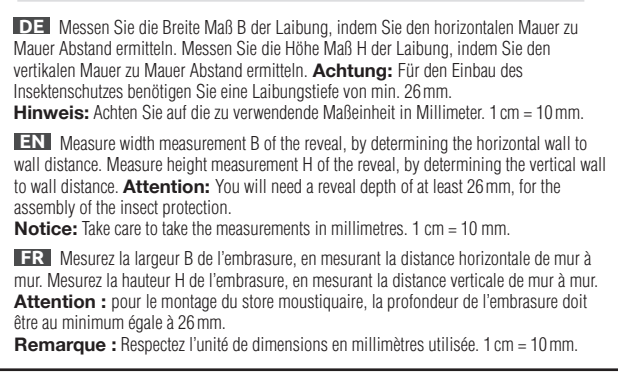 DE Messen Sie die Breite Maß B der Laibung, indem Sie den horizontalen Mauer zu
Mauer Abstand ermitteln. Messen Sie die Höhe Maß H der Laibung, indem Sie den
vertikalen Mauer zu Mauer Abstand ermitteln. Achtung: Für den Einbau des
Insektenschutzes benötigen Sie eine Laibungstiefe von min. 26 mm.
Hinweis: Achten Sie auf die zu verwendende Maßeinheit in Millimeter. 1 cm = 10 mm.
EN Measure width measurement B of the reveal, by determining the horizontal wall to
wall distance. Measure height measurement H of the reveal, by determining the vertical wall
to wall distance. Attention: You will need a reveal depth of at least 26 mm, for the
assembly of the insect protection.
Notice: Take care to take the measurements in millimetres. 1 cm = 10 mm.
FR Mesurez la largeur B de l'embrasure, en mesurant la distance horizontale de mur à
mur. Mesurez la hauteur H de l'embrasure, en mesurant la distance verticale de mur à mur.
Attention : pour le montage du store moustiquaire, la profondeur de l'embrasure doit
être au minimum égale à 26 mm.
Remarque : Respectez l'unité de dimensions en millimètres utilisée. 1 cm = 10 mm.